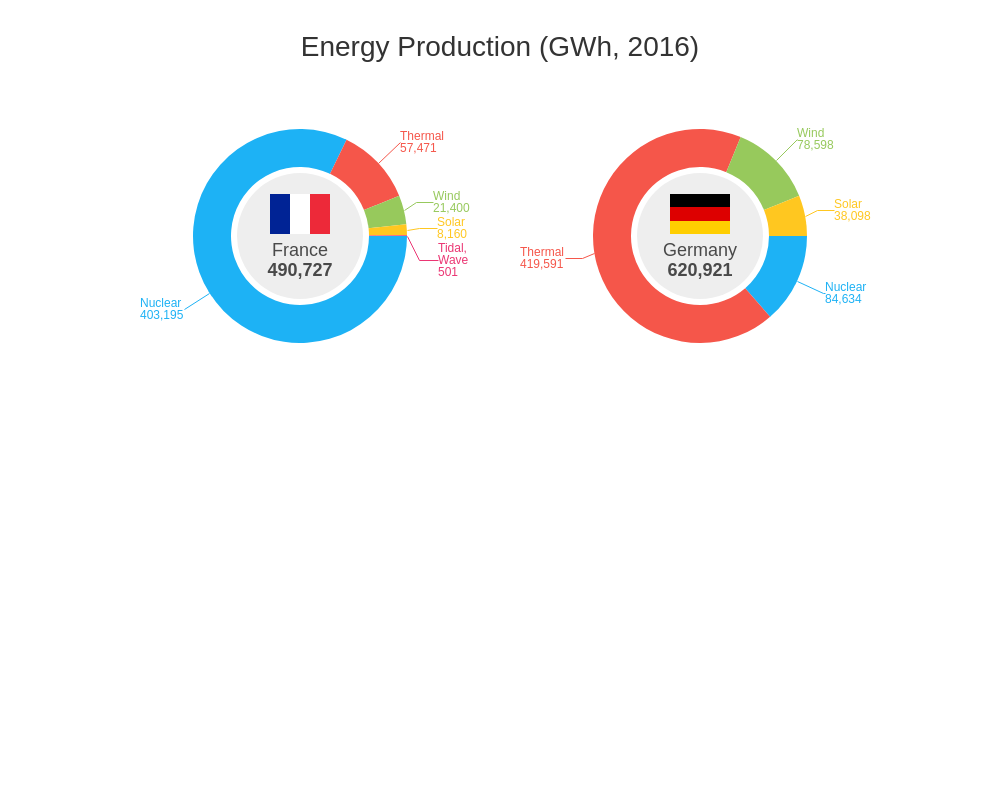 Energy Production (GWh, 2016)
Thermal
57,471
Wind
21,400
Solar
8,160
Tidal,
Wave
501
France
490,727
Nuclear
403,195
Wind
78,598
Solar
38,098
Thermal
419,591
Germany
620,921
Nuclear
84,634